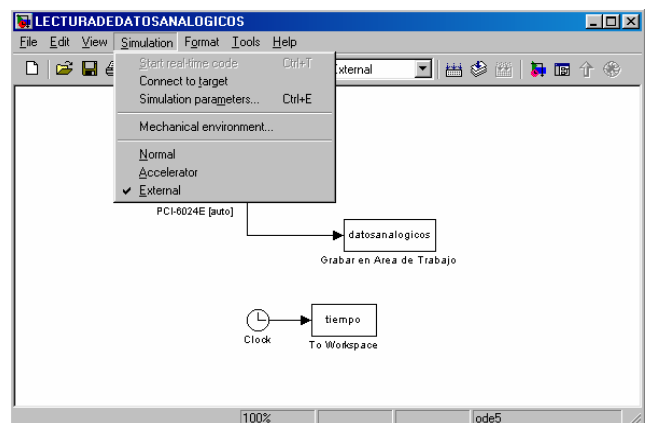 LECTURADEDATOSANALOGICOS
File Edit View Simulation Format Tools Help
Start real-time code Ctrl+T
External
Connect to target
Simulation parameters... Ctrl+E
Mechanical environment...
Normal
Accelerator
External
PCI-6024E [auto]
datosanalogicos
Grabar en Area de Trabajo
tiempo
Clock
To Workspace
100% ode5